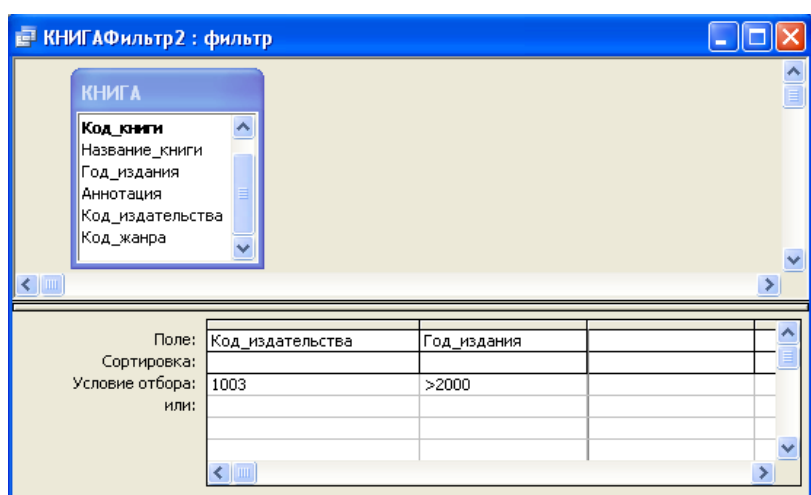 КНИГАФильтр2 : фильтр
КНИГА
Код_книги
Название_книги
Год_издания
Аннотация
Код_издательства
Код_жанра
Поле: Код_издательства Год_издания
Сортировка:
Условие отбора: 1003 >2000
или: